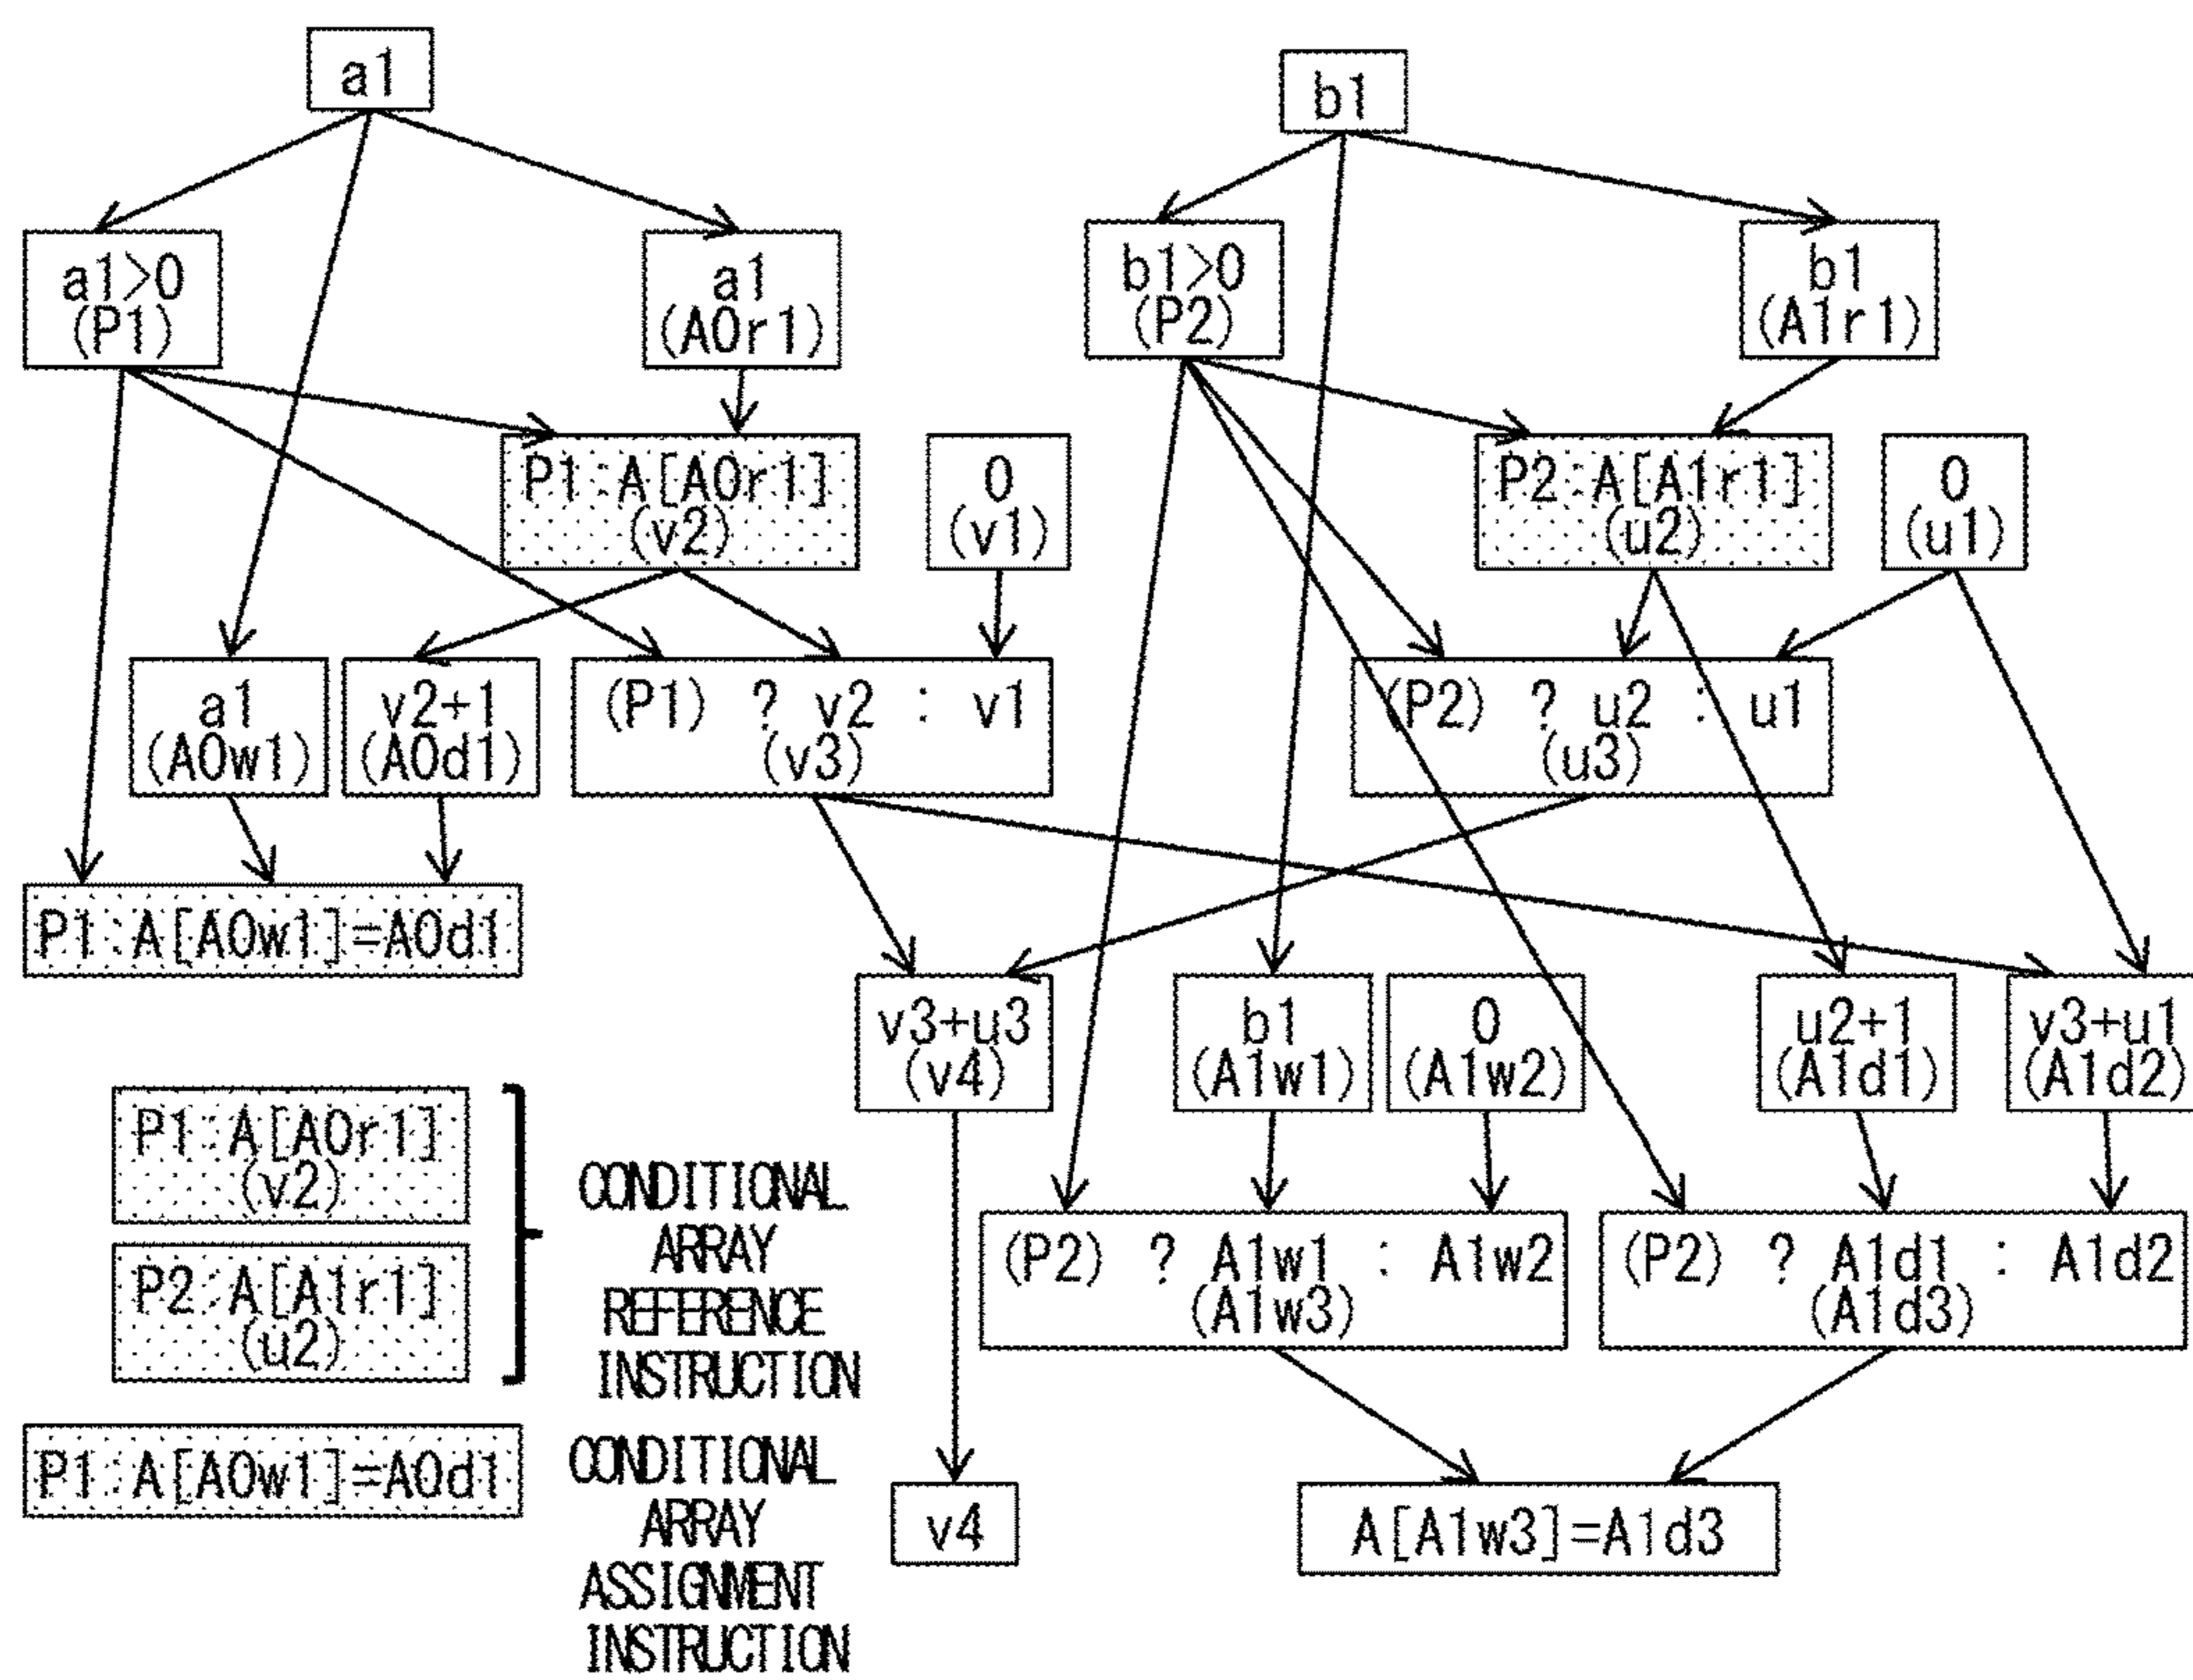 a1
b1
a1>0
(P1)
a1
(A0r1)
b1>0
(P2)
b1
(A1r1)
P1:A[A0r1]
(v2)
0
(v1)
P2:A[A1r1]
(u2)
0
(u1)
a1
(A0w1)
v2+1
(A0d1)
(P1) ? v2 : v1
(v3)
(P2) ? u2 : u1
(u3)
P1:A[A0w1]=A0d1
v3+u3
(v4)
b1
(A1w1)
0
(A1w2)
u2+1
(A1d1)
v3+u1
(A1d2)
P1:A[A0r1]
(v2)
P2:A[A1r1]
(u2)
CONDITIONAL
ARRAY
REFERENCE
INSTRUCTION
(P2) ? A1w1 : A1w2
(A1w3)
(P2) ? A1d1 : A1d2
(A1d3)
P1:A[A0w1]=A0d1
CONDITIONAL
ARRAY
ASSIGNMENT
INSTRUCTION
v4
A[A1w3]=A1d3